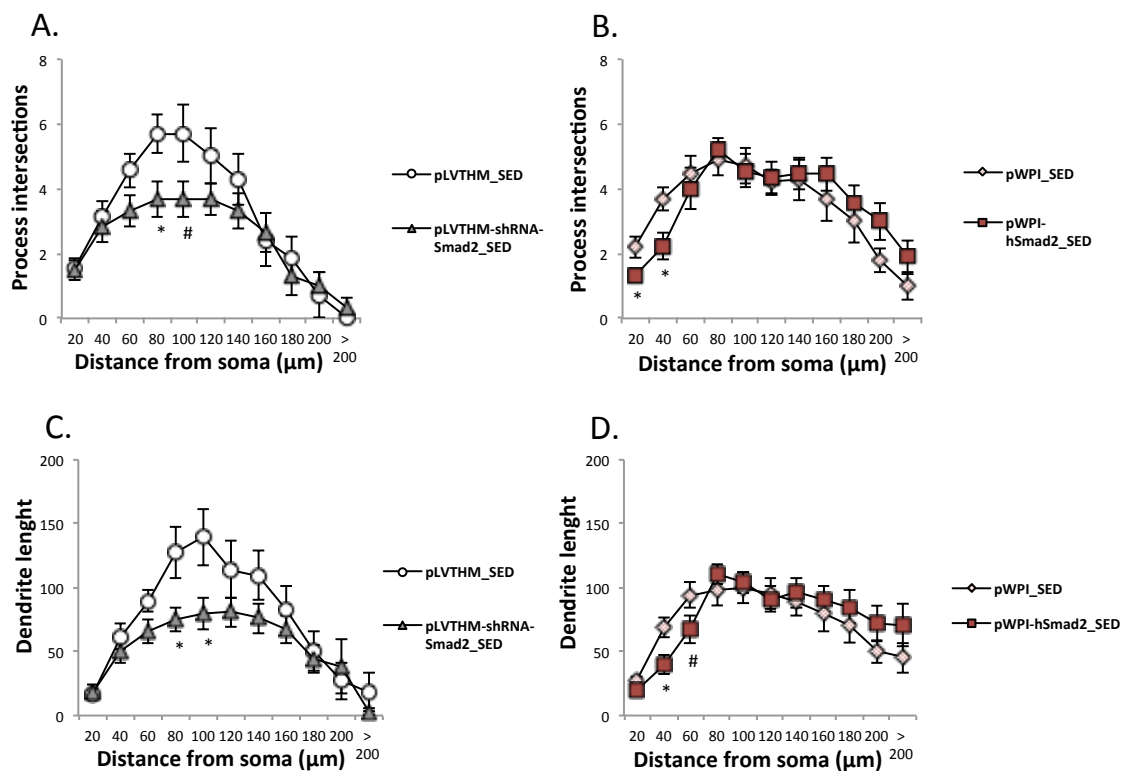 A.
8
6
4
2
0
Process intersections
20 40 60 80 100 120 140 160 180 200 >
200
Distance from soma (μm)
* #
pLVTHM_SED
pLVTHM-shRNA-
Smad2_SED
B.
8
6
4
2
0
Process intersections
20 40 60 80 100 120 140 160 180 200 >
200
Distance from soma (μm)
* *
pWPI_SED
pWPI-
hSmad2_SED
C.
200
150
100
50
0
Dendrite lenght
20 40 60 80 100 120 140 160 180 200 >
200
Distance from soma (μm)
* *
pLVTHM_SED
pLVTHM-shRNA-
Smad2_SED
D.
200
150
100
50
0
Dendrite lenght
20 40 60 80 100 120 140 160 180 200 >
200
Distance from soma (μm)
* #
pWPI_SED
pWPI-hSmad2_SED